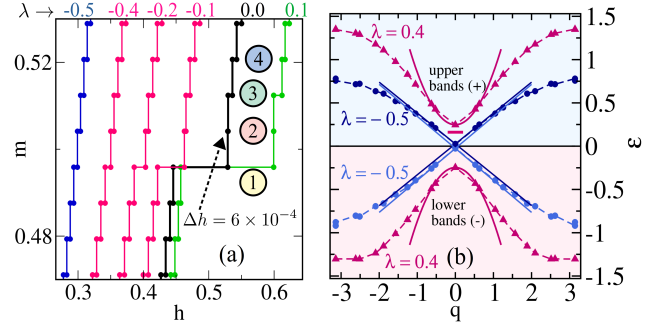 λ → -0.5 -0.4 -0.2 -0.2 -0.1 0.0 0.1
0.52
0.48
m
4
3
2
1
Δh = 6 × 10⁻⁴
(a)
0.3 0.4 0.5 0.6
h
λ = 0.4
upper
bands (+)
λ = − 0.5
λ = − 0.5
lower
bands (-)
λ = 0.4
(b)
1.5
1
0.5
0
-0.5
-1
-1.5
ε
-3 -2 -1 0 1 2 3
q